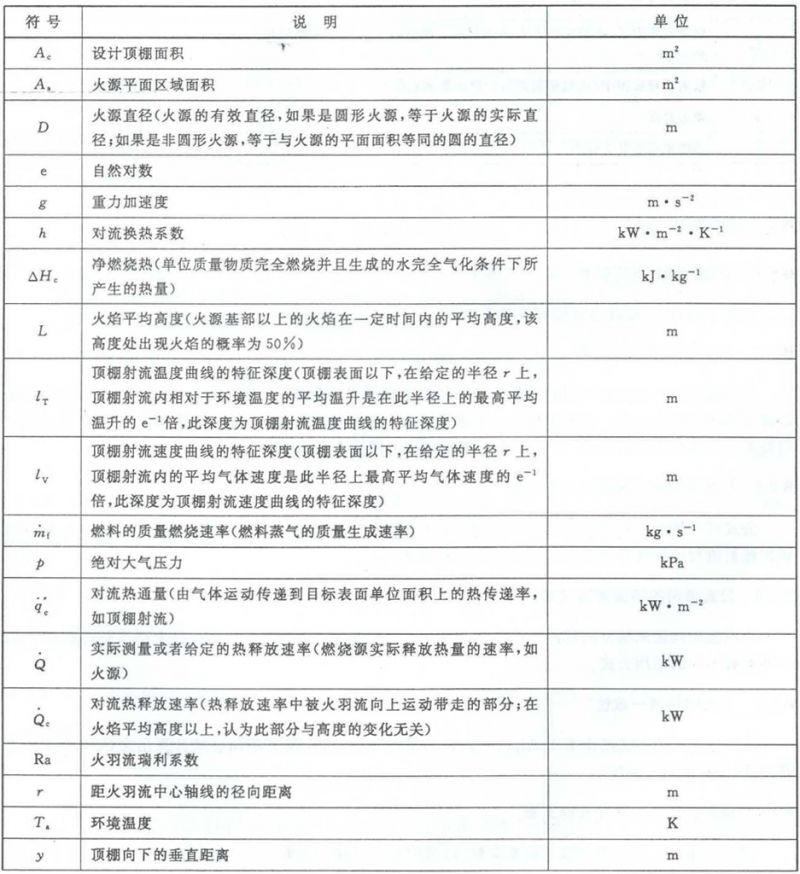 符号 说明 单位
A_c 设计顶棚面积 m²
A_s 火源平面区域面积 m²
D 火源直径(火源的有效直径,如果是圆形火源,等于火源的实际直
径;如果是非圆形火源,等于与火源的平面面积等同的圆的直径) m
e 自然对数
g 重力加速度 m·s⁻²
h 对流换热系数 kW·m⁻²·K⁻¹
ΔH_c 净燃烧热(单位质量物质完全燃烧并且生成的水完全气化条件下所
产生的热量) kJ·kg⁻¹
L 火焰平均高度(火源基部以上的火焰在一定时间内的平均高度,该
高度处出现火焰的概率为50%) m
l_T 顶棚射流温度曲线的特征深度(顶棚表面以下,在给定的半径 r 上,
顶棚射流内相对于环境温度的平均温升是在此半径上的最高平均
温升的 e⁻¹倍,此深度为顶棚射流温度曲线的特征深度) m
l_V 顶棚射流速度曲线的特征深度(顶棚表面以下,在给定的半径 r 上,
顶棚射流内的平均气体速度是此半径上最高平均气体速度的 e⁻¹
倍,此深度为顶棚射流速度曲线的特征深度) m
ṁ_f 燃料的质量燃烧速率(燃料蒸气的质量生成速率) kg·s⁻¹
p 绝对大气压力 kPa
q̇″_c 对流热通量(由气体运动传递到目标表面单位面积上的热传递率,
如顶棚射流) kW·m⁻²
Q̇ 实际测量或者给定的热释放速率(燃烧源实际释放热量的速率,如
火源) kW
Q̇_c 对流热释放速率(热释放速率中被火羽流向上运动带走的部分;在
火焰平均高度以上,认为此部分与高度的变化无关) kW
Ra 火羽流瑞利系数
r 距火羽流中心轴线的径向距离 m
T_a 环境温度 K
y 顶棚向下的垂直距离 m